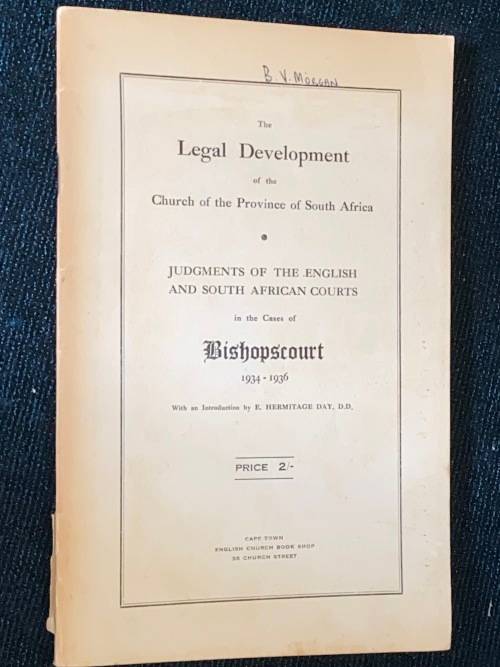 B. V. MORGAN
The
Legal Development
of the
Church of the Province of South Africa
JUDGMENTS OF THE ENGLISH
AND SOUTH AFRICAN COURTS
in the Cases of
Bishopscourt
1934 - 1936
With an Introduction by E. HERMITAGE DAY, D.D.
PRICE 2/-
CAPE TOWN
ENGLISH CHURCH BOOK SHOP
CHURCH STREET